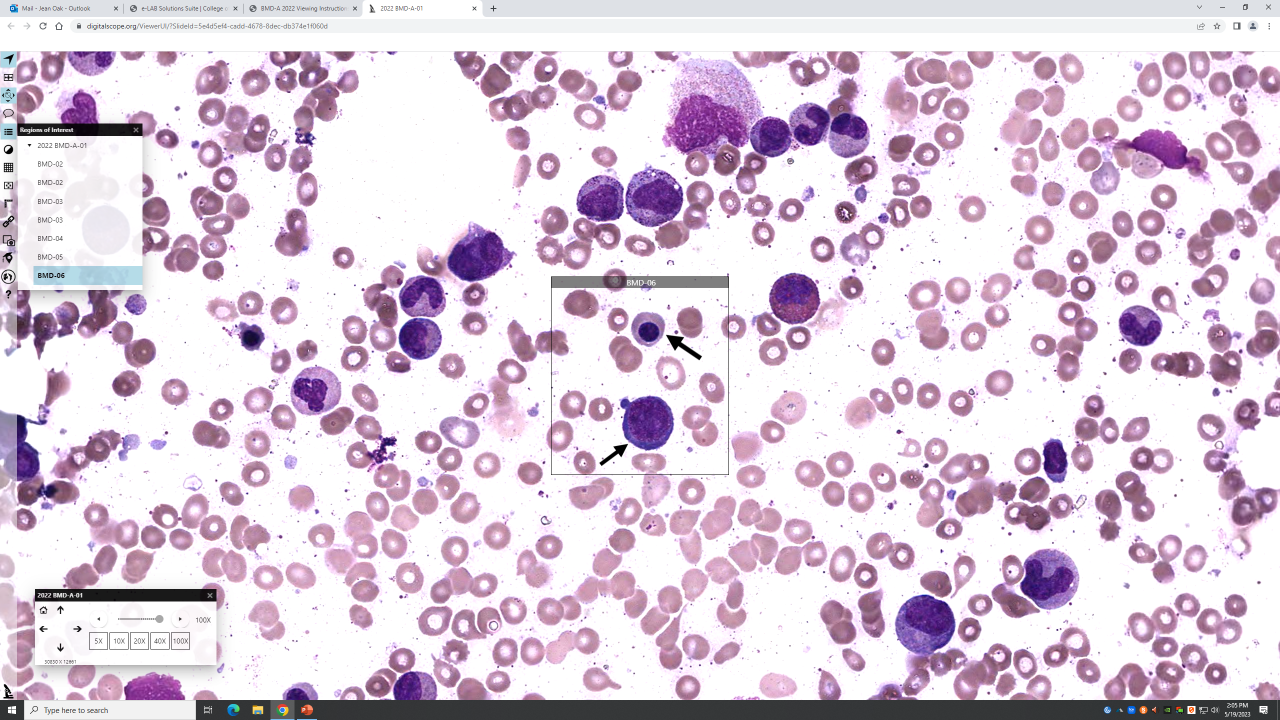 Mail - Jean Oak - Outlook
e-LAB Solutions Suite | College o
BMD-A 2022 Viewing Instruction
2022 BMD-A-01
digitalscope.org/ViewerUI/?SlideId=5e4d5ef4-cadd-4678-8dec-db374e1f060d
Regions of Interest
2022 BMD-A-01
BMD-02
BMD-02
BMD-03
BMD-03
BMD-04
BMD-05
BMD-06
BMD-06
2022 BMD-A-01
100X
5X 10X 20X 40X 100X
Type here to search
2:05 PM
5/19/2023